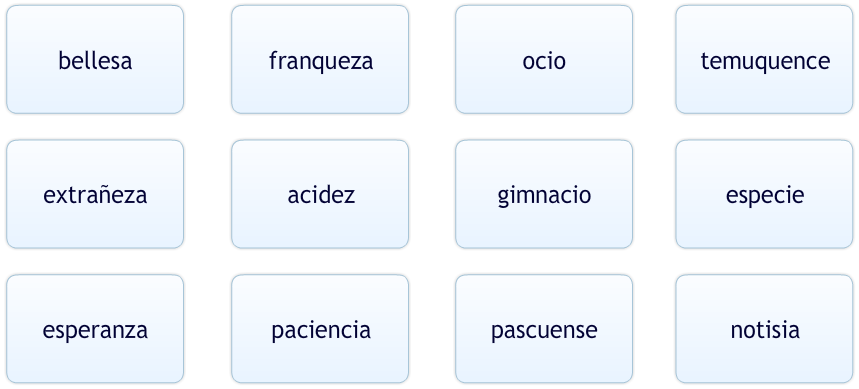 bellesa
franqueza
ocio
temuquence
extrañeza
acidez
gimnacio
especie
esperanza
paciencia
pascuense
notisia